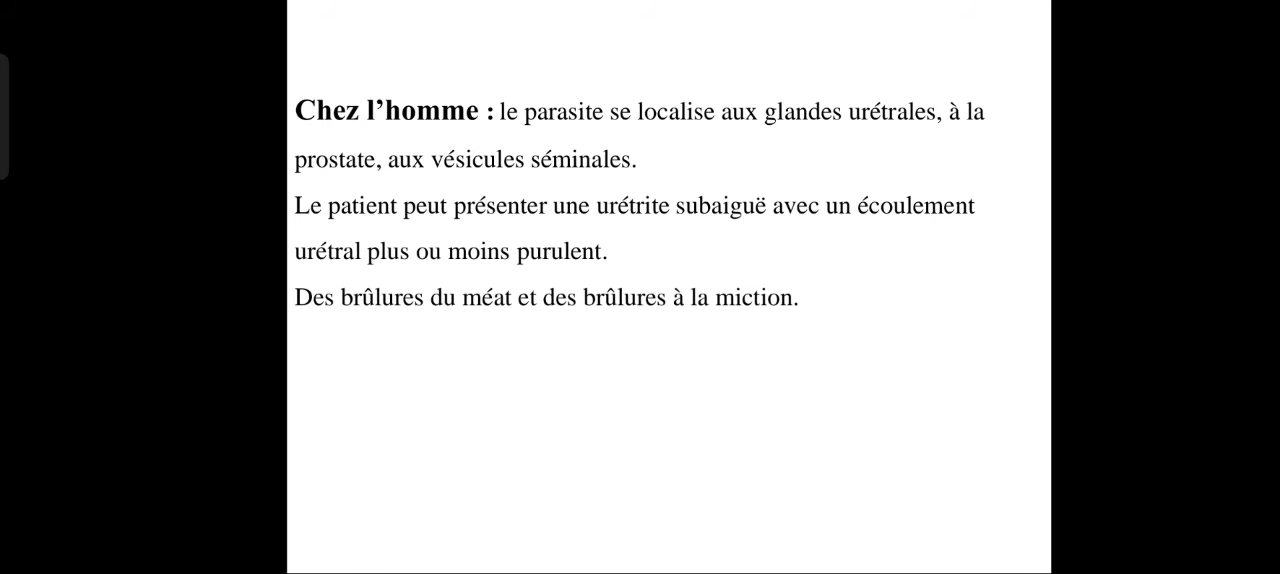 Chez l’homme : le parasite se localise aux glandes urétrales, à la
prostate, aux vésicules séminales.
Le patient peut présenter une urétrite subaiguë avec un écoulement
urétral plus ou moins purulent.
Des brûlures du méat et des brûlures à la miction.